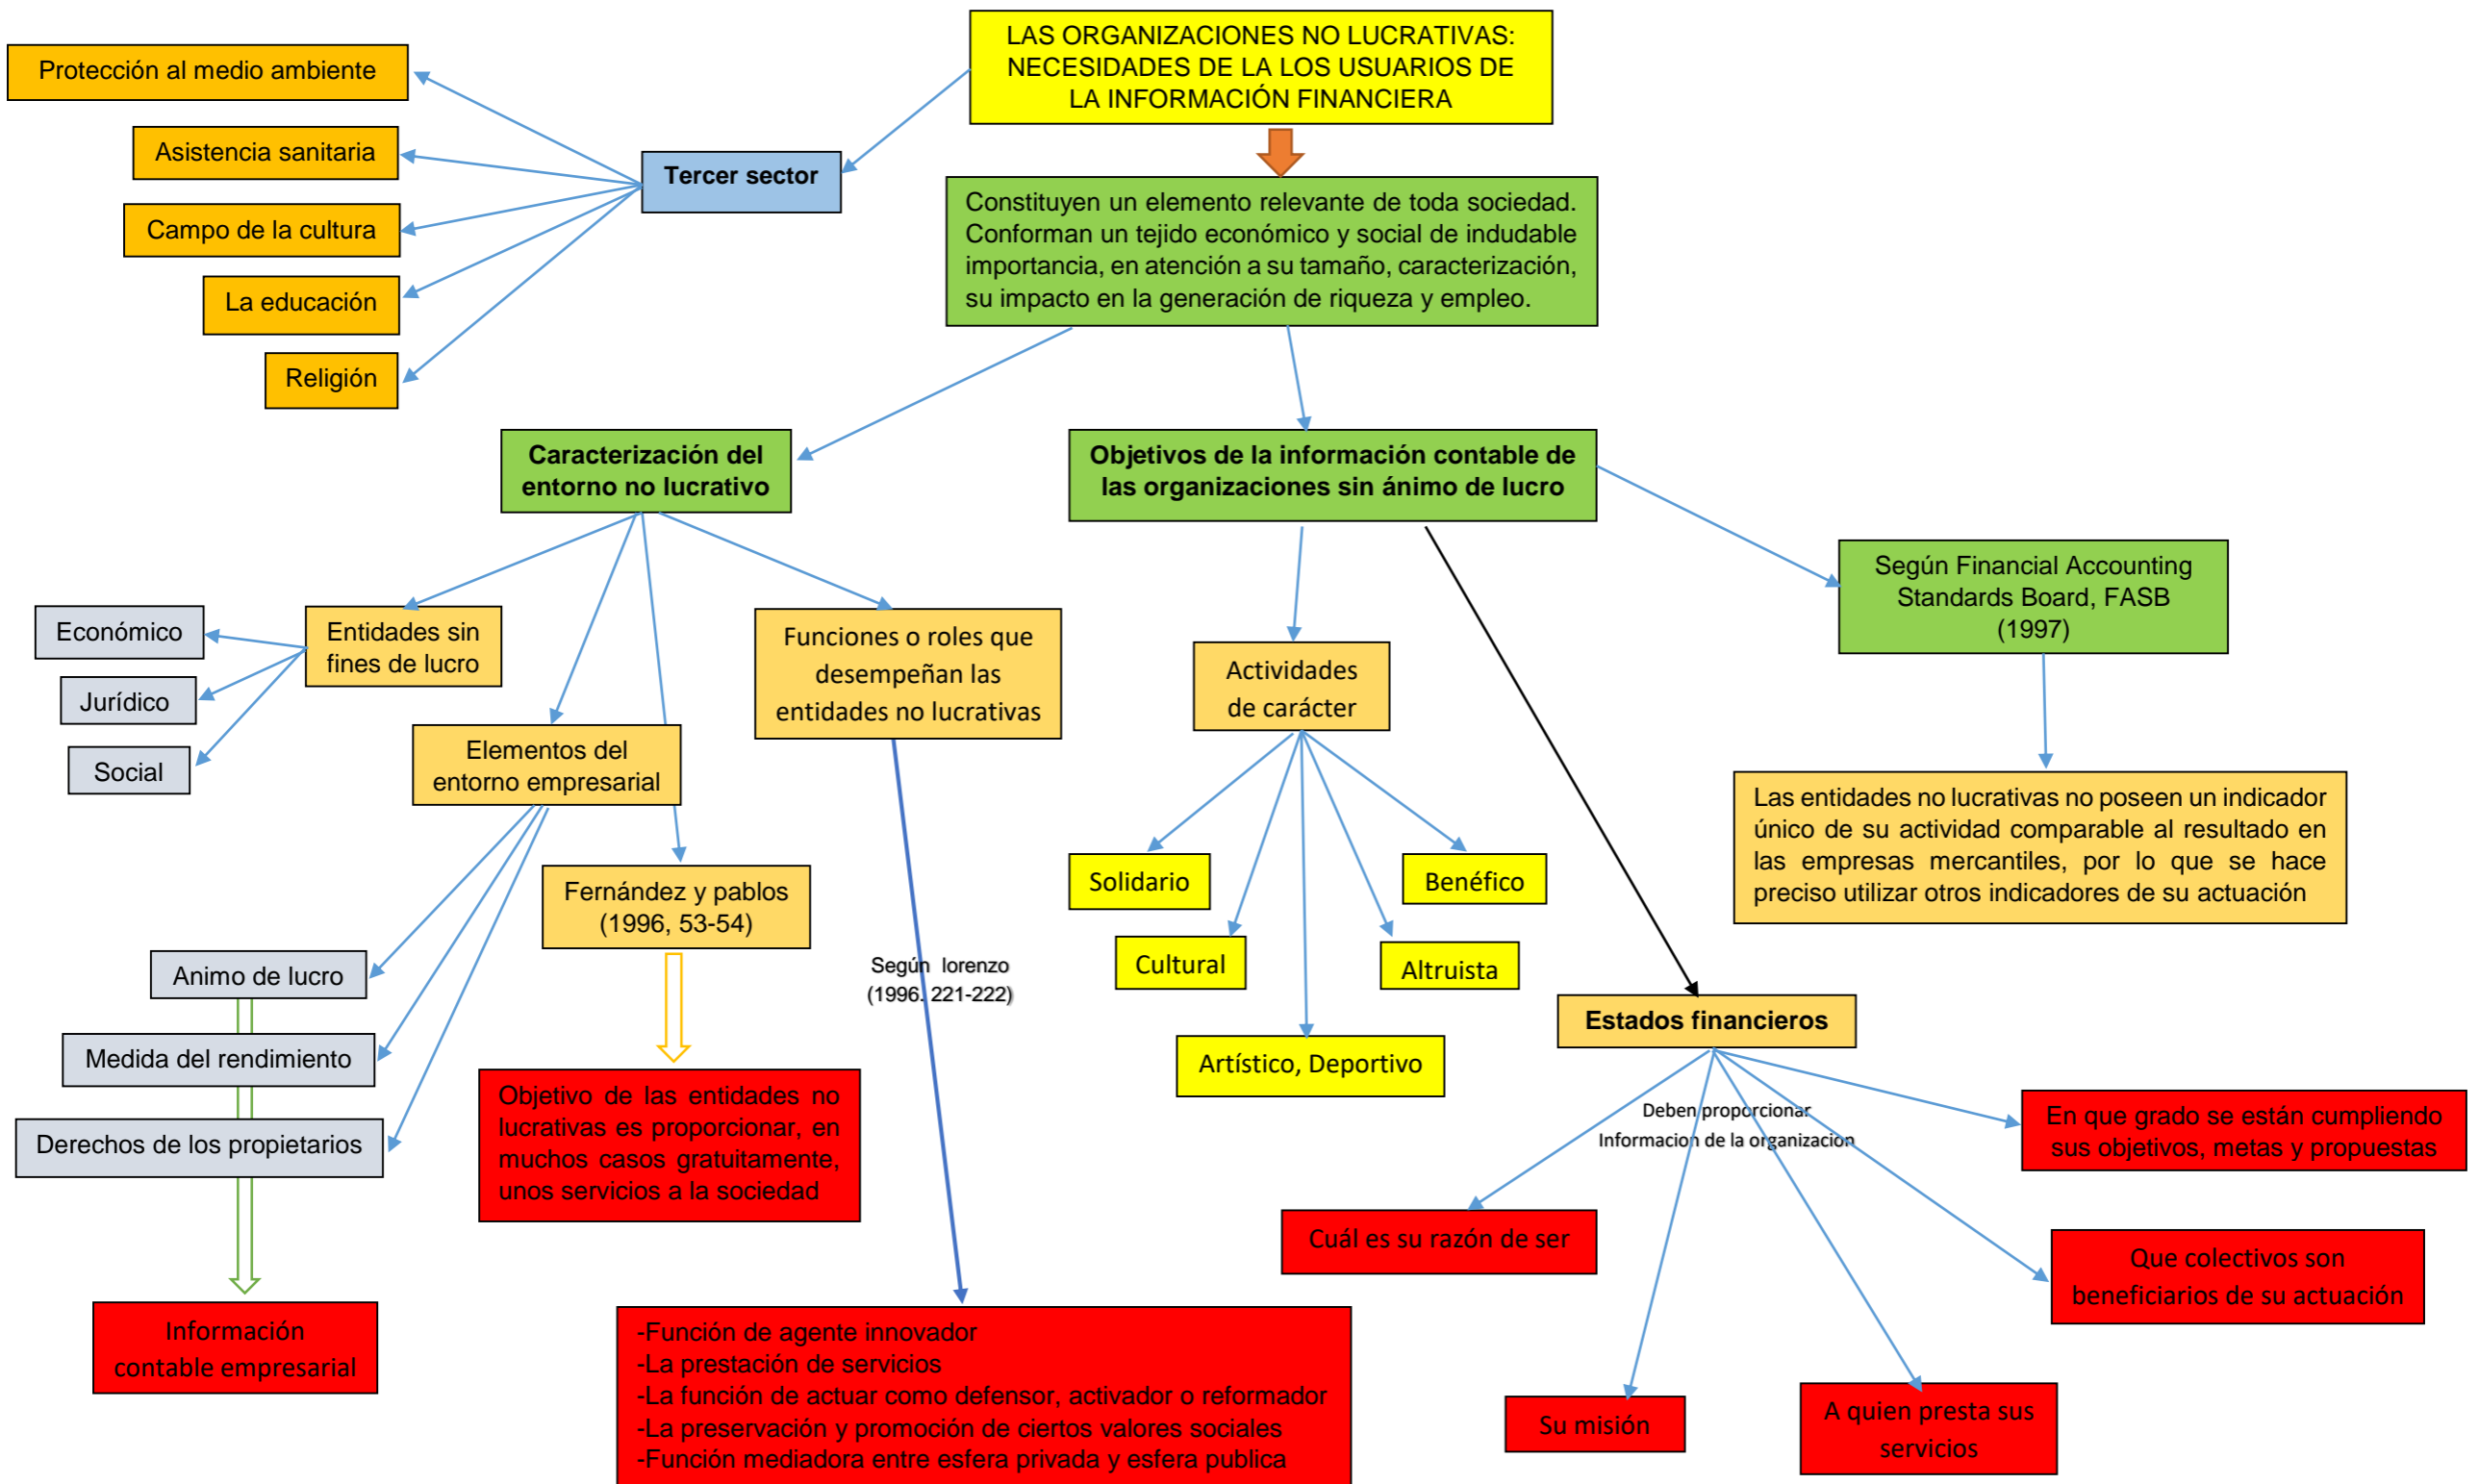 LAS ORGANIZACIONES NO LUCRATIVAS:
NECESIDADES DE LA LOS USUARIOS DE
LA INFORMACIÓN FINANCIERA
Protección al medio ambiente
Asistencia sanitaria
Campo de la cultura
La educación
Religión
Tercer sector
Constituyen un elemento relevante de toda sociedad.
Conforman un tejido económico y social de indudable
importancia, en atención a su tamaño, caracterización,
su impacto en la generación de riqueza y empleo.
Caracterización del
entorno no lucrativo
Objetivos de la información contable de
las organizaciones sin ánimo de lucro
Según Financial Accounting
Standards Board, FASB
(1997)
Económico
Jurídico
Social
Entidades sin
fines de lucro
Funciones o roles que
desempeñan las
entidades no lucrativas
Actividades
de carácter
Elementos del
entorno empresarial
Las entidades no lucrativas no poseen un indicador
único de su actividad comparable al resultado en
las empresas mercantiles, por lo que se hace
preciso utilizar otros indicadores de su actuación
Fernández y pablos
(1996, 53-54)
Solidario
Benéfico
Cultural
Altruista
Artístico, Deportivo
Animo de lucro
Medida del rendimiento
Derechos de los propietarios
Según lorenzo
(1996. 221-222)
Estados financieros
Objetivo de las entidades no
lucrativas es proporcionar, en
muchos casos gratuitamente,
unos servicios a la sociedad
Deben proporcionar
Informacion de la organización
En que grado se están cumpliendo
sus objetivos, metas y propuestas
Cuál es su razón de ser
Que colectivos son
beneficiarios de su actuación
Información
contable empresarial
-Función de agente innovador
-La prestación de servicios
-La función de actuar como defensor, activador o reformador
-La preservación y promoción de ciertos valores sociales
-Función mediadora entre esfera privada y esfera publica
Su misión
A quien presta sus
servicios